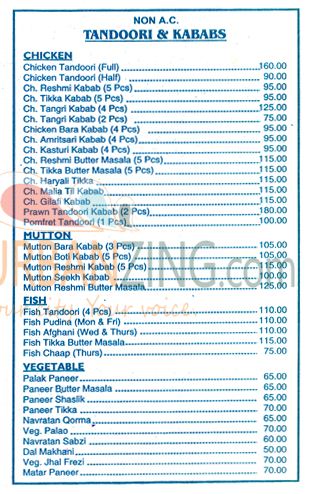 NON A.C.
TANDOORI & KABABS
CHICKEN
Chicken Tandoori (Full) 160.00
Chicken Tandoori (Half) 90.00
Ch. Reshmi Kabab (5 Pcs) 95.00
Ch. Tikka Kabab (5 Pcs) 95.00
Ch. Tangri Kabab (4 Pcs) 125.00
Ch. Tangri Kabab (2 Pcs) 75.00
Chicken Bara Kabab (4 Pcs) 95.00
Ch. Amritsari Kabab (4 Pcs) 95.00
Ch. Kasturi Kabab (4 Pcs) 95.00
Ch. Reshmi Butter Masala (5 Pcs) 115.00
Ch. Tikka Butter Masala (5 Pcs) 115.00
Ch. Haryali Tikka 115.00
Ch. Malia Til Kabab 115.00
Ch. Gilafi Kabab 115.00
Prawn Tandoori Kabab (2 Pcs) 180.00
Pomfret Tandoori (1 Pcs) 100.00
MUTTON
Mutton Bara Kabab (3 Pcs) 105.00
Mutton Boti Kabab (5 Pcs) 105.00
Mutton Reshmi Kabab (5 Pcs) 105.00
Mutton Seekh Kabab 100.00
Mutton Reshmi Butter Masala 125.00
FISH
Fish Tandoori (4 Pcs) 110.00
Fish Pudina (Mon & Fri) 110.00
Fish Afghani (Wed & Thurs) 110.00
Fish Tikka Butter Masala 115.00
Fish Chaap (Thurs) 75.00
VEGETABLE
Palak Paneer 65.00
Paneer Butter Masala 65.00
Paneer Shaslik 65.00
Paneer Tikka 70.00
Navratan Qorma 65.00
Veg. Palao 70.00
Navratan Sabzi 60.00
Dal Makhani 50.00
Veg. Jhal Frezi 70.00
Matar Paneer 70.00